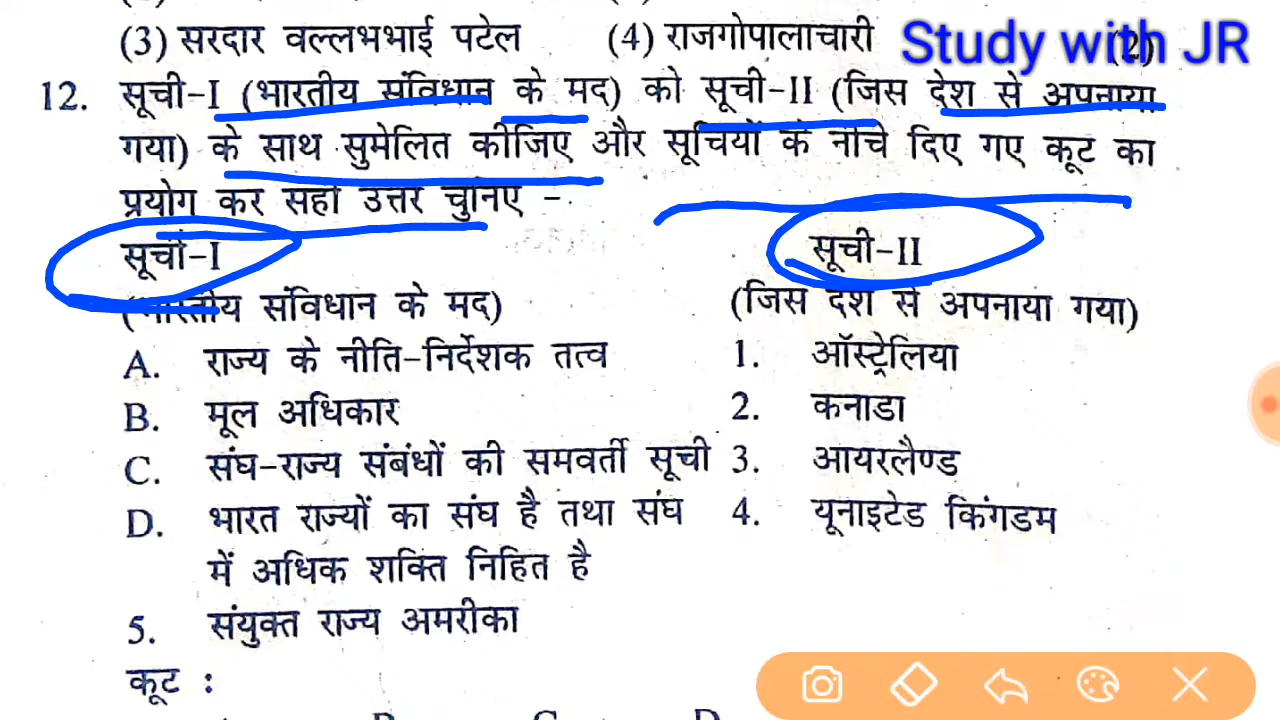 (3) सरदार वल्लभभाई पटेल (4) राजगोपालाचारी (2)
Study with JR
12. सूची-I (भारतीय संविधान के मद) को सूची-II (जिस देश से अपनाया
गया) के साथ सुमेलित कीजिए और सूचियों के नीचे दिए गए कूट का
प्रयोग कर सही उत्तर चुनिए -
सूची-I सूची-II
(भारतीय संविधान के मद) (जिस देश से अपनाया गया)
A. राज्य के नीति-निर्देशक तत्व 1. ऑस्ट्रेलिया
B. मूल अधिकार 2. कनाडा
C. संघ-राज्य संबंधों की समवर्ती सूची 3. आयरलैण्ड
D. भारत राज्यों का संघ है तथा संघ 4. यूनाइटेड किंगडम
में अधिक शक्ति निहित है
5. संयुक्त राज्य अमरीका
कूट :